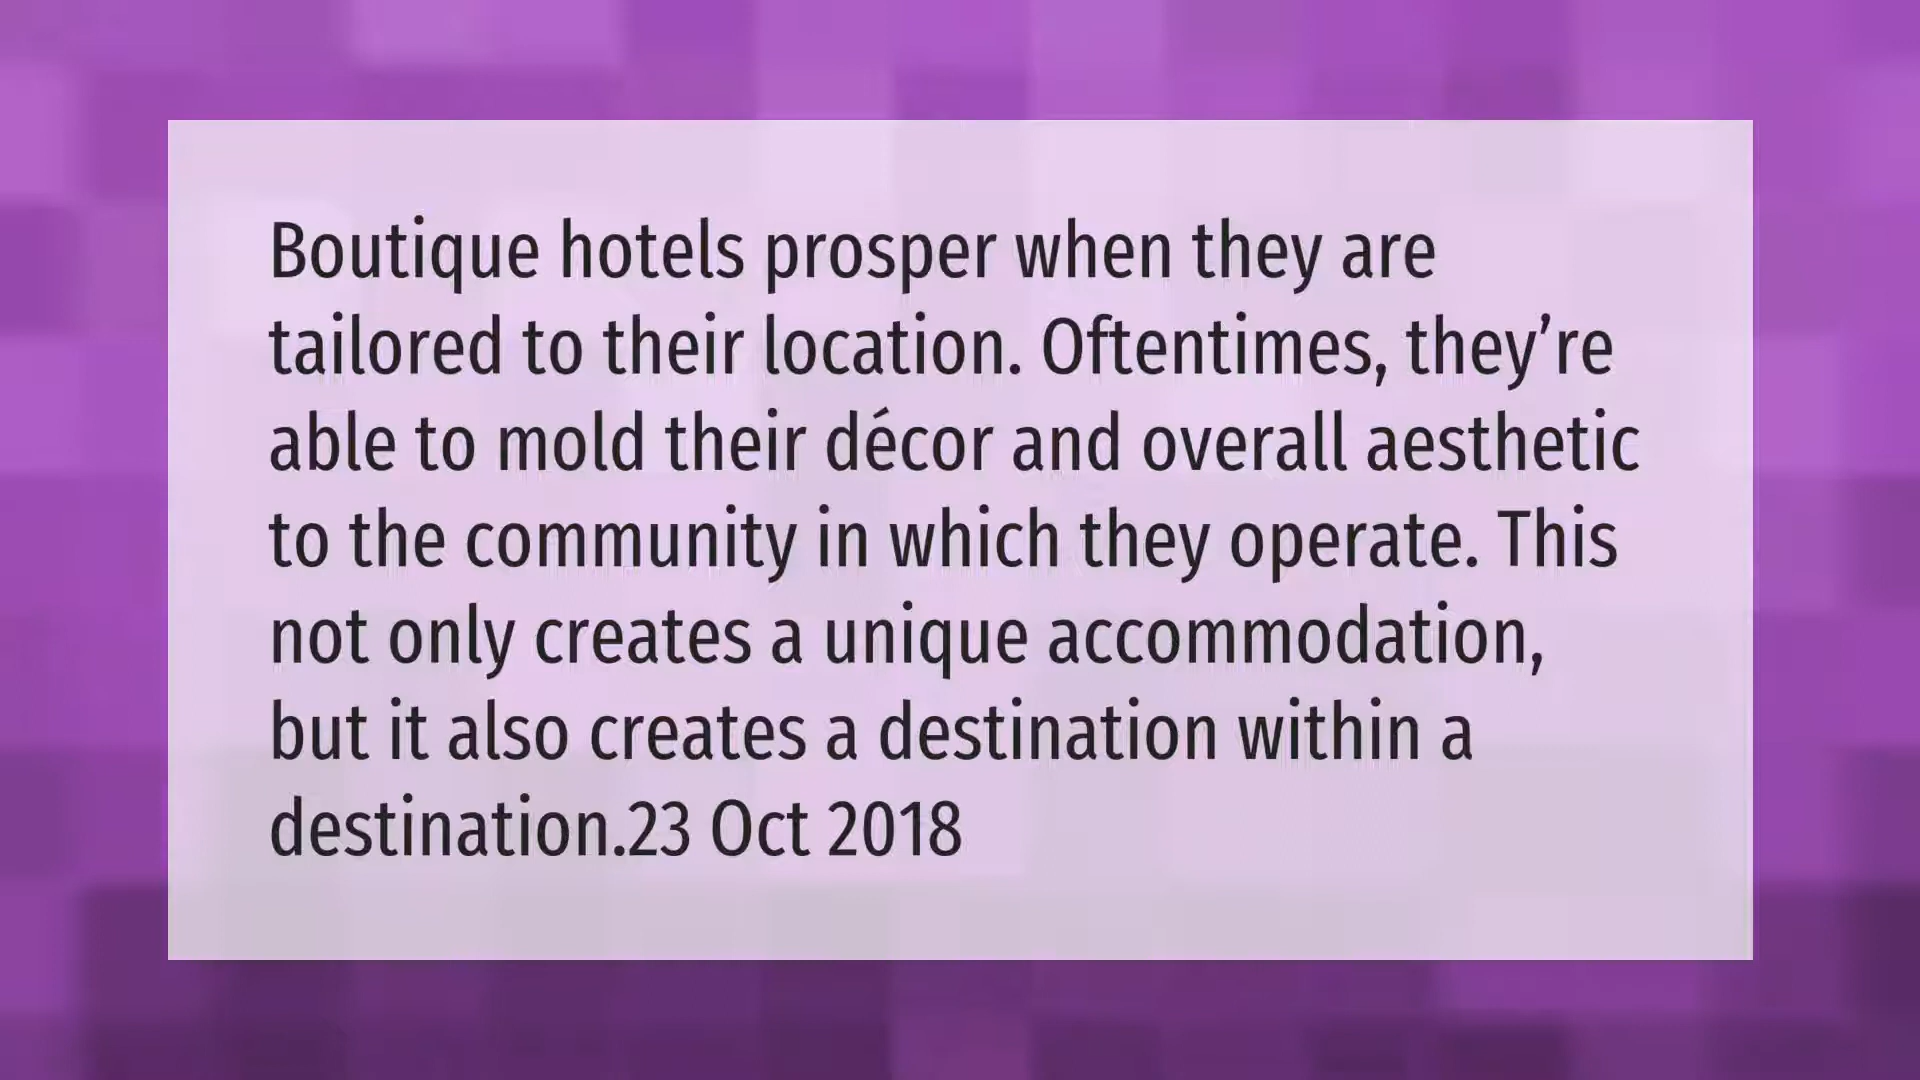 Boutique hotels prosper when they are
tailored to their location. Oftentimes, they’re
able to mold their décor and overall aesthetic
to the community in which they operate. This
not only creates a unique accommodation,
but it also creates a destination within a
destination.23 Oct 2018